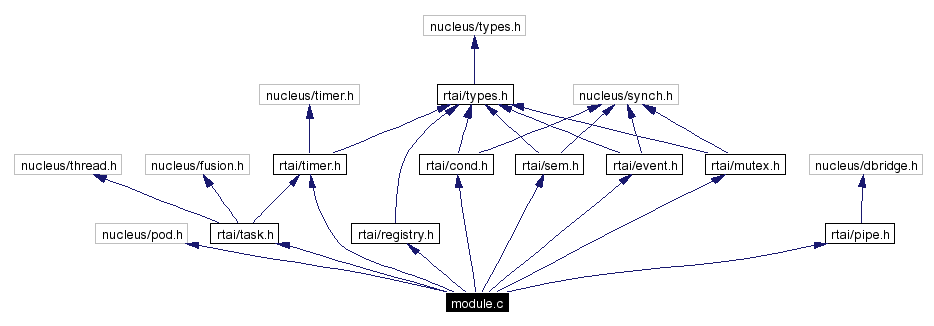 nucleus/types.h
nucleus/timer.h
rtai/types.h
nucleus/synch.h
nucleus/thread.h
nucleus/fusion.h
rtai/timer.h
rtai/cond.h
rtai/sem.h
rtai/event.h
rtai/mutex.h
nucleus/dbridge.h
nucleus/pod.h
rtai/task.h
rtai/registry.h
rtai/pipe.h
module.c